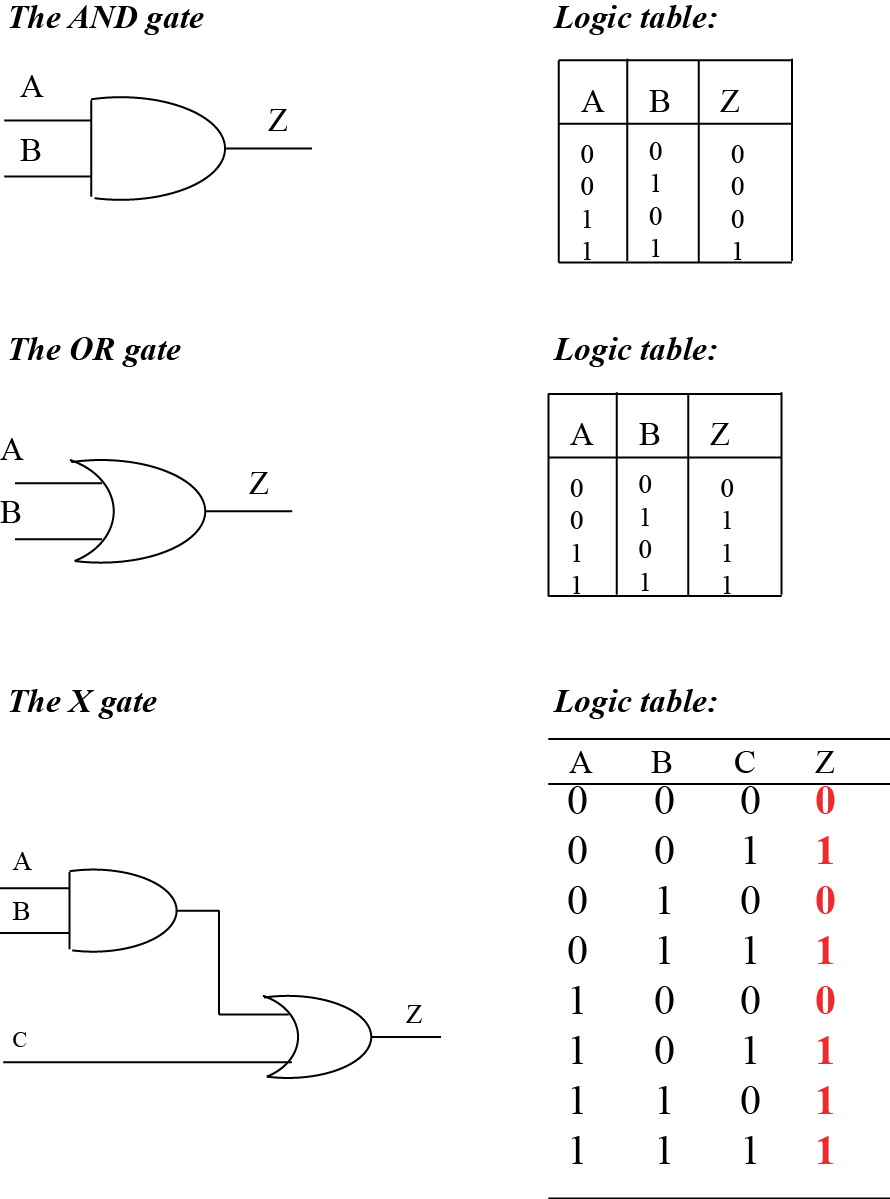 The AND gate
Logic table:
A
B
Z
A B Z
0 0 0
0 1 0
1 0 0
1 1 1
The OR gate
Logic table:
A
B
Z
A B Z
0 0 0
0 1 1
1 0 1
1 1 1
The X gate
Logic table:
A
B
C
Z
A B C Z
0 0 0 0
0 0 1 1
0 1 0 0
0 1 1 1
1 0 0 0
1 0 1 1
1 1 0 1
1 1 1 1